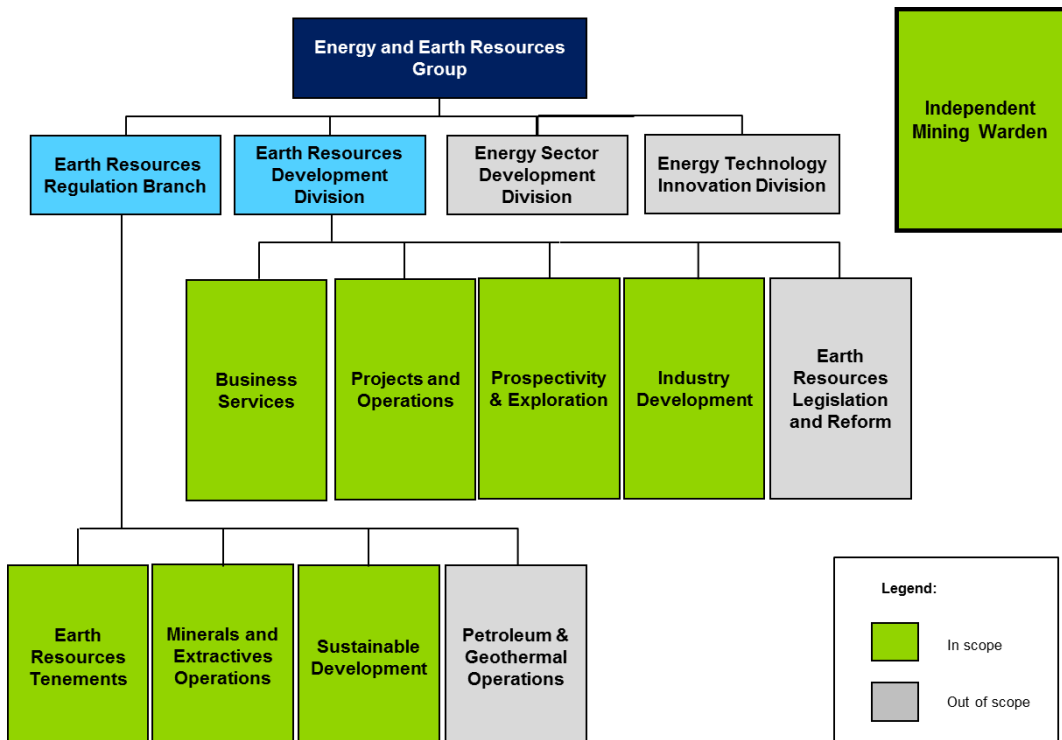 Energy and Earth Resources
Group
Independent
Mining Warden
Earth Resources
Regulation Branch
Earth Resources
Development
Division
Energy Sector
Development
Division
Energy Technology
Innovation Division
Business
Services
Projects and
Operations
Prospectivity
& Exploration
Industry
Development
Earth
Resources
Legislation
and Reform
Earth
Resources
Tenements
Minerals and
Extractives
Operations
Sustainable
Development
Petroleum &
Geothermal
Operations
Legend:
In scope
Out of scope